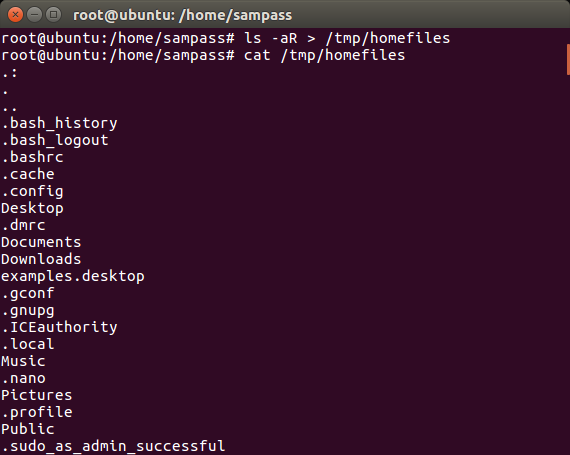 root@ubuntu: /home/sampass
root@ubuntu:/home/sampass# ls -aR > /tmp/homefiles
root@ubuntu:/home/sampass# cat /tmp/homefiles
.:
.
..
.bash_history
.bash_logout
.bashrc
.cache
.config
Desktop
.dmrc
Documents
Downloads
examples.desktop
.gconf
.gnupg
.ICEauthority
.local
Music
.nano
Pictures
.profile
Public
.sudo_as_admin_successful